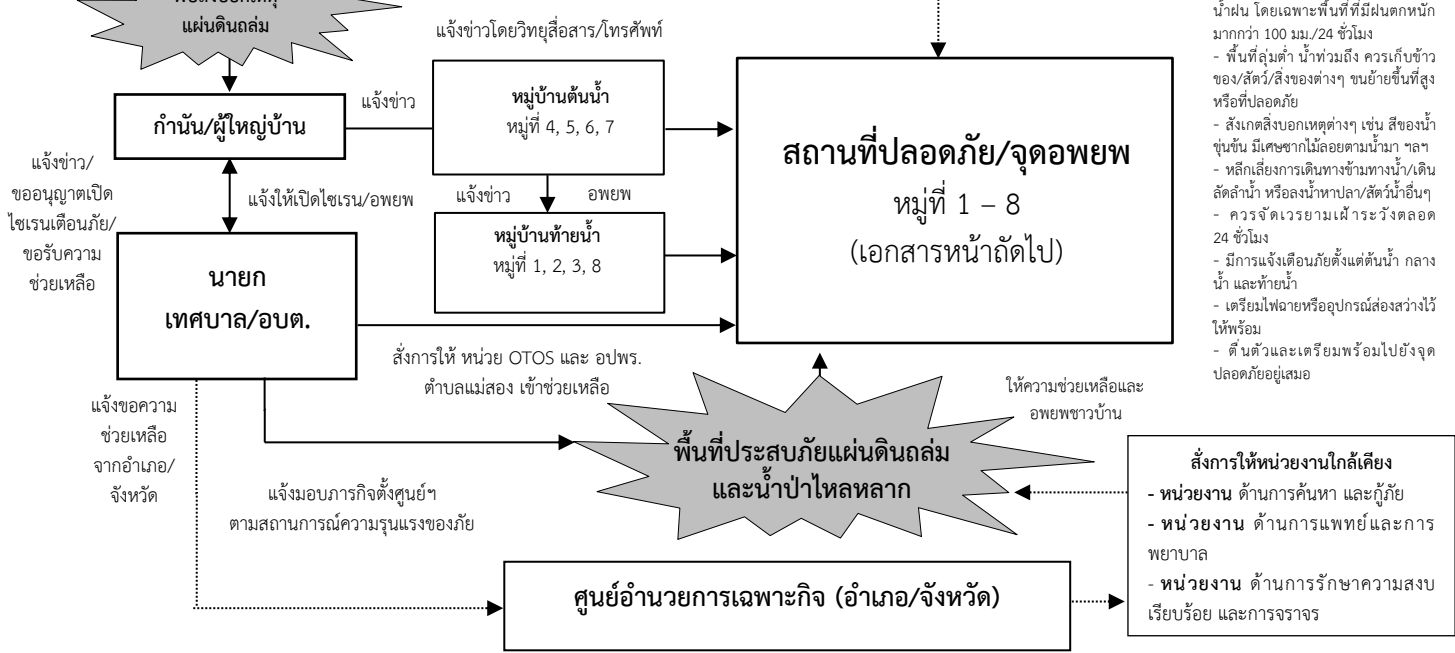 แผ่นดินถล่ม
แจ้งข่าวโดยวิทยุสื่อสาร/โทรศัพท์
กำนัน/ผู้ใหญ่บ้าน
แจ้งข่าว
หมู่บ้านต้นน้ำ
หมู่ที่ 4, 5, 6, 7
แจ้งข่าว/
ขออนุญาตเปิด
ไซเรนเตือนภัย/
ขอรับความ
ช่วยเหลือ
แจ้งให้เปิดไซเรน/อพยพ
แจ้งข่าว
อพยพ
หมู่บ้านท้ายน้ำ
หมู่ที่ 1, 2, 3, 8
นายก
เทศบาล/อบต.
สถานที่ปลอดภัย/จุดอพยพ
หมู่ที่ 1 – 8
(เอกสารหน้าถัดไป)
น้ำฝน โดยเฉพาะพื้นที่ที่มีฝนตกหนัก
มากกว่า 100 มม./24 ชั่วโมง
- พื้นที่ลุ่มต่ำ น้ำท่วมถึง ควรเก็บข้าว
ของ/สัตว์/สิ่งของต่างๆ ขนย้ายขึ้นที่สูง
หรือที่ปลอดภัย
- สังเกตสิ่งบอกเหตุต่างๆ เช่น สีของน้ำ
ขุ่นข้น มีเศษซากไม้ลอยตามน้ำมา ฯลฯ
- หลีกเลี่ยงการเดินทางข้ามทางน้ำ/เดิน
ลัดลำน้ำ หรือลงน้ำหาปลา/สัตว์น้ำอื่นๆ
- ควรจัดเวรยามเฝ้าระวังตลอด
24 ชั่วโมง
- มีการแจ้งเตือนภัยตั้งแต่ต้นน้ำ กลาง
น้ำ และท้ายน้ำ
- เตรียมไฟฉายหรืออุปกรณ์ส่องสว่างไว้
ให้พร้อม
- ตื่นตัวและเตรียมพร้อมไปยังจุด
ปลอดภัยอยู่เสมอ
สั่งการให้ หน่วย OTOS และ อปพร.
ตำบลแม่สอง เข้าช่วยเหลือ
ให้ความช่วยเหลือและ
อพยพชาวบ้าน
แจ้งขอความ
ช่วยเหลือ
จากอำเภอ/
จังหวัด
แจ้งมอบภารกิจตั้งศูนย์ฯ
ตามสถานการณ์ความรุนแรงของภัย
พื้นที่ประสบภัยแผ่นดินถล่ม
และน้ำป่าไหลหลาก
สั่งการให้หน่วยงานใกล้เคียง
- หน่วยงาน ด้านการค้นหา และกู้ภัย
- หน่วยงาน ด้านการแพทย์และการ
พยาบาล
- หน่วยงาน ด้านการรักษาความสงบ
เรียบร้อย และการจราจร
ศูนย์อำนวยการเฉพาะกิจ (อำเภอ/จังหวัด)